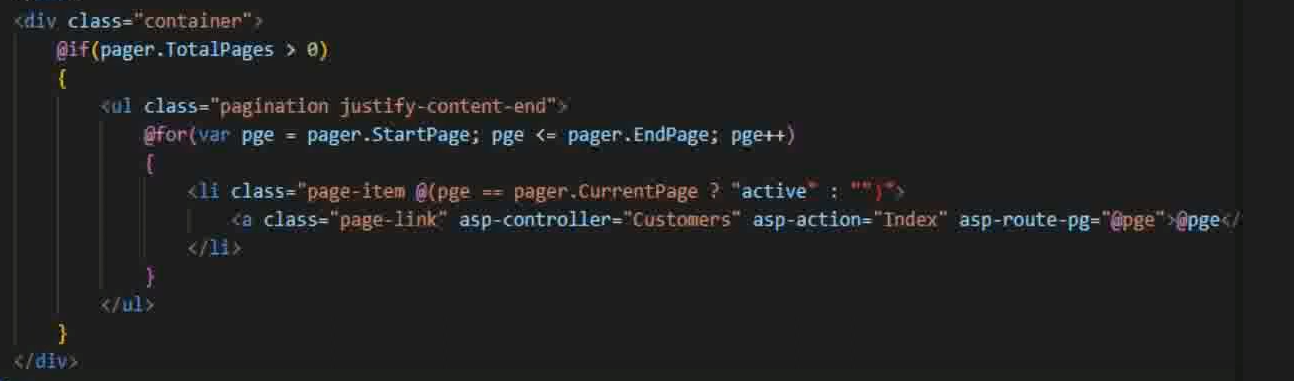 <div class="container">
@if(pager.TotalPages > 0)
{
<ul class="pagination justify-content-end">
@for(var pge = pager.StartPage; pge <= pager.EndPage; pge++)
{
<li class="page-item @(pge == pager.CurrentPage ? "active" : "")">
<a class="page-link" asp-controller="Customers" asp-action="Index" asp-route-pg="@pge">@pge</
</li>
}
</ul>
}
</div>